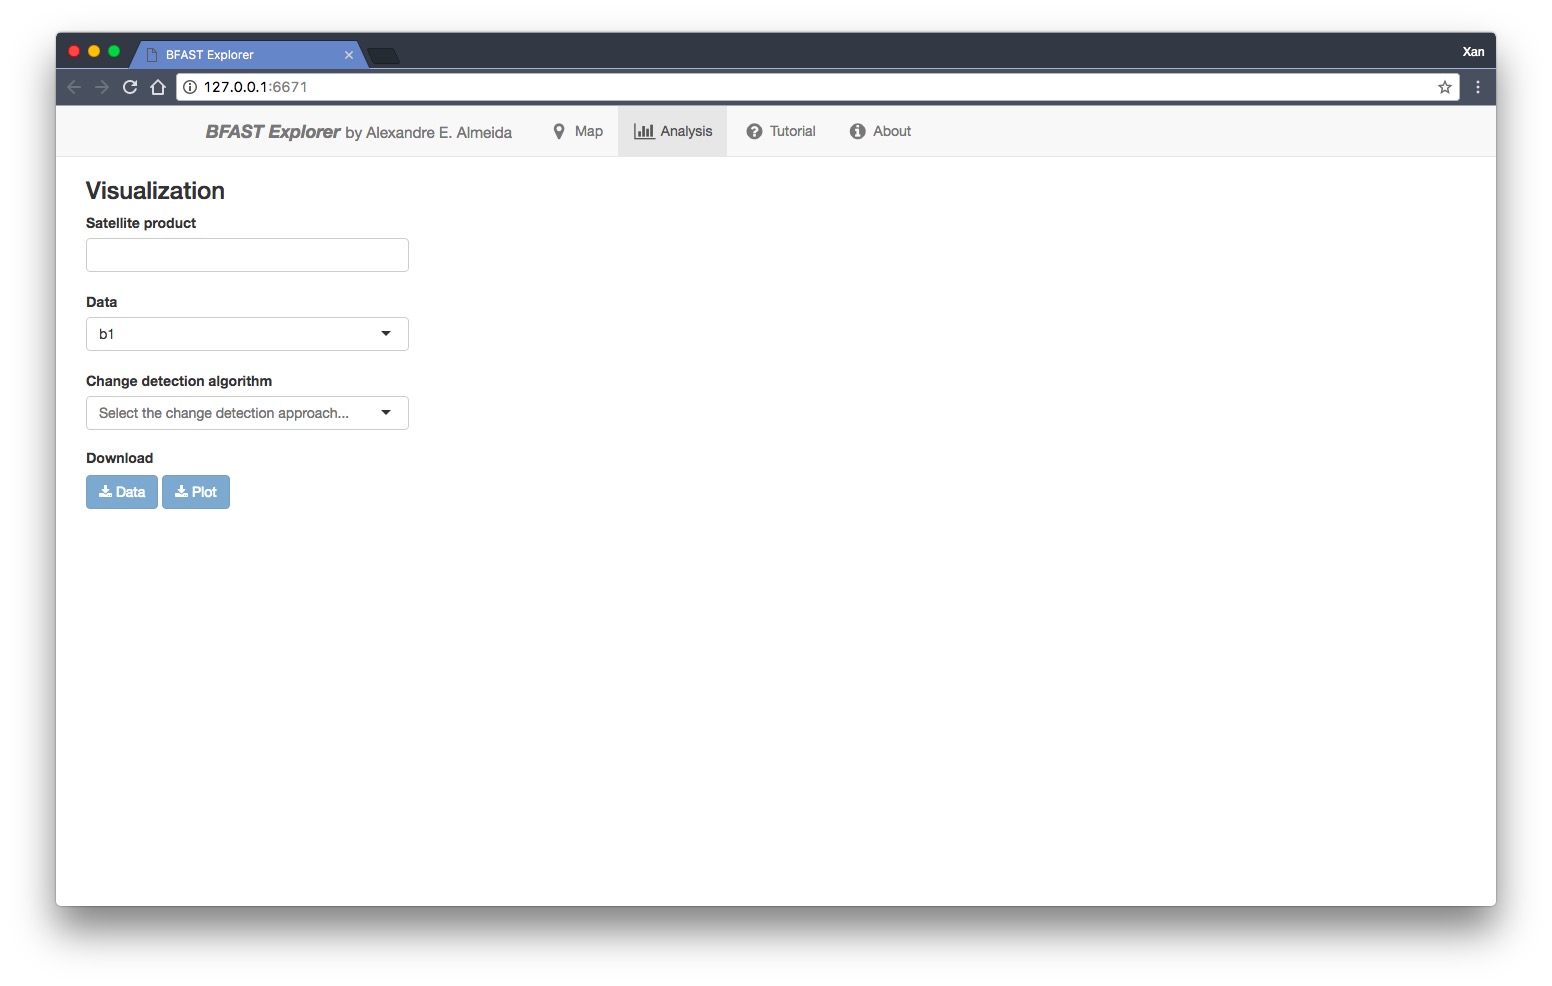 BFAST Explorer
Xan
127.0.0.1:6671
BFAST Explorer by Alexandre E. Almeida
Map
Analysis
Tutorial
About
Visualization
Satellite product
Data
b1
Change detection algorithm
Select the change detection approach...
Download
Data
Plot